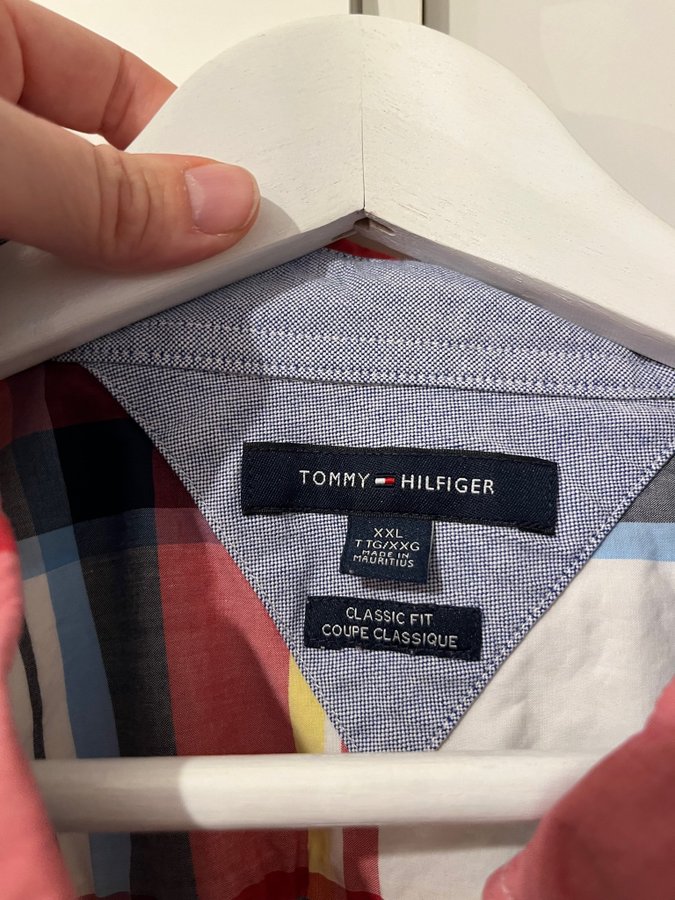 TOMMY HILFIGER
XXL
TTG/XXG
MADE IN
MAURITIUS
CLASSIC FIT
COUPE CLASSIQUE